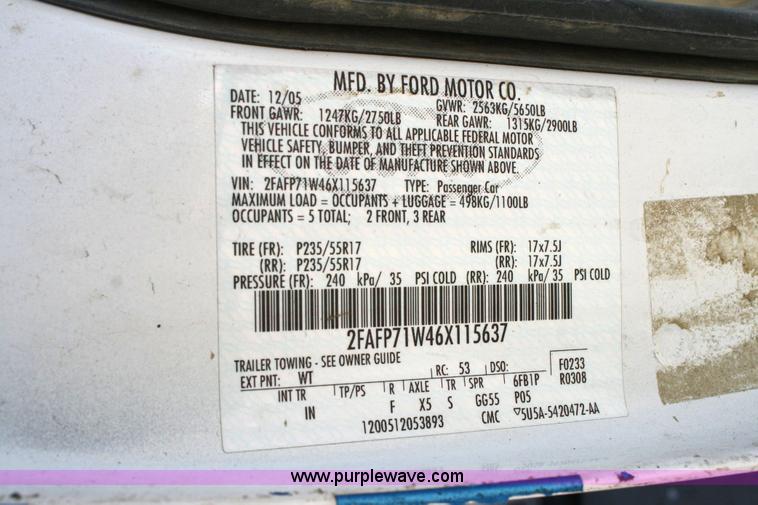 MFD. BY FORD MOTOR CO.
DATE: 12/05 GVWR: 2563KG/5650LB
FRONT GAWR: 1247KG/2750LB REAR GAWR: 1315KG/2900LB
THIS VEHICLE CONFORMS TO ALL APPLICABLE FEDERAL MOTOR
VEHICLE SAFETY, BUMPER, AND THEFT PREVENTION STANDARDS
IN EFFECT ON THE DATE OF MANUFACTURE SHOWN ABOVE.
VIN: 2FAFP71W46X115637 TYPE: Passenger Car
MAXIMUM LOAD = OCCUPANTS + LUGGAGE = 498KG/1100LB
OCCUPANTS = 5 TOTAL; 2 FRONT, 3 REAR
TIRE (FR): P235/55R17 RIMS (FR): 17x7.5J
(RR): P235/55R17 (RR): 17x7.5J
PRESSURE (FR): 240 kPa/ 35 PSI COLD (RR): 240 kPa/ 35 PSI COLD
2FAFP71W46X115637
TRAILER TOWING - SEE OWNER GUIDE
EXT PNT: WT RC: 53 DSO: F0233
INT TR TP/PS R AXLE TR SPR 6FB1P R0308
IN F X5 S GG55 P05
1200512053893 CMC ▽5U5A-5420472-AA
www.purplewave.com